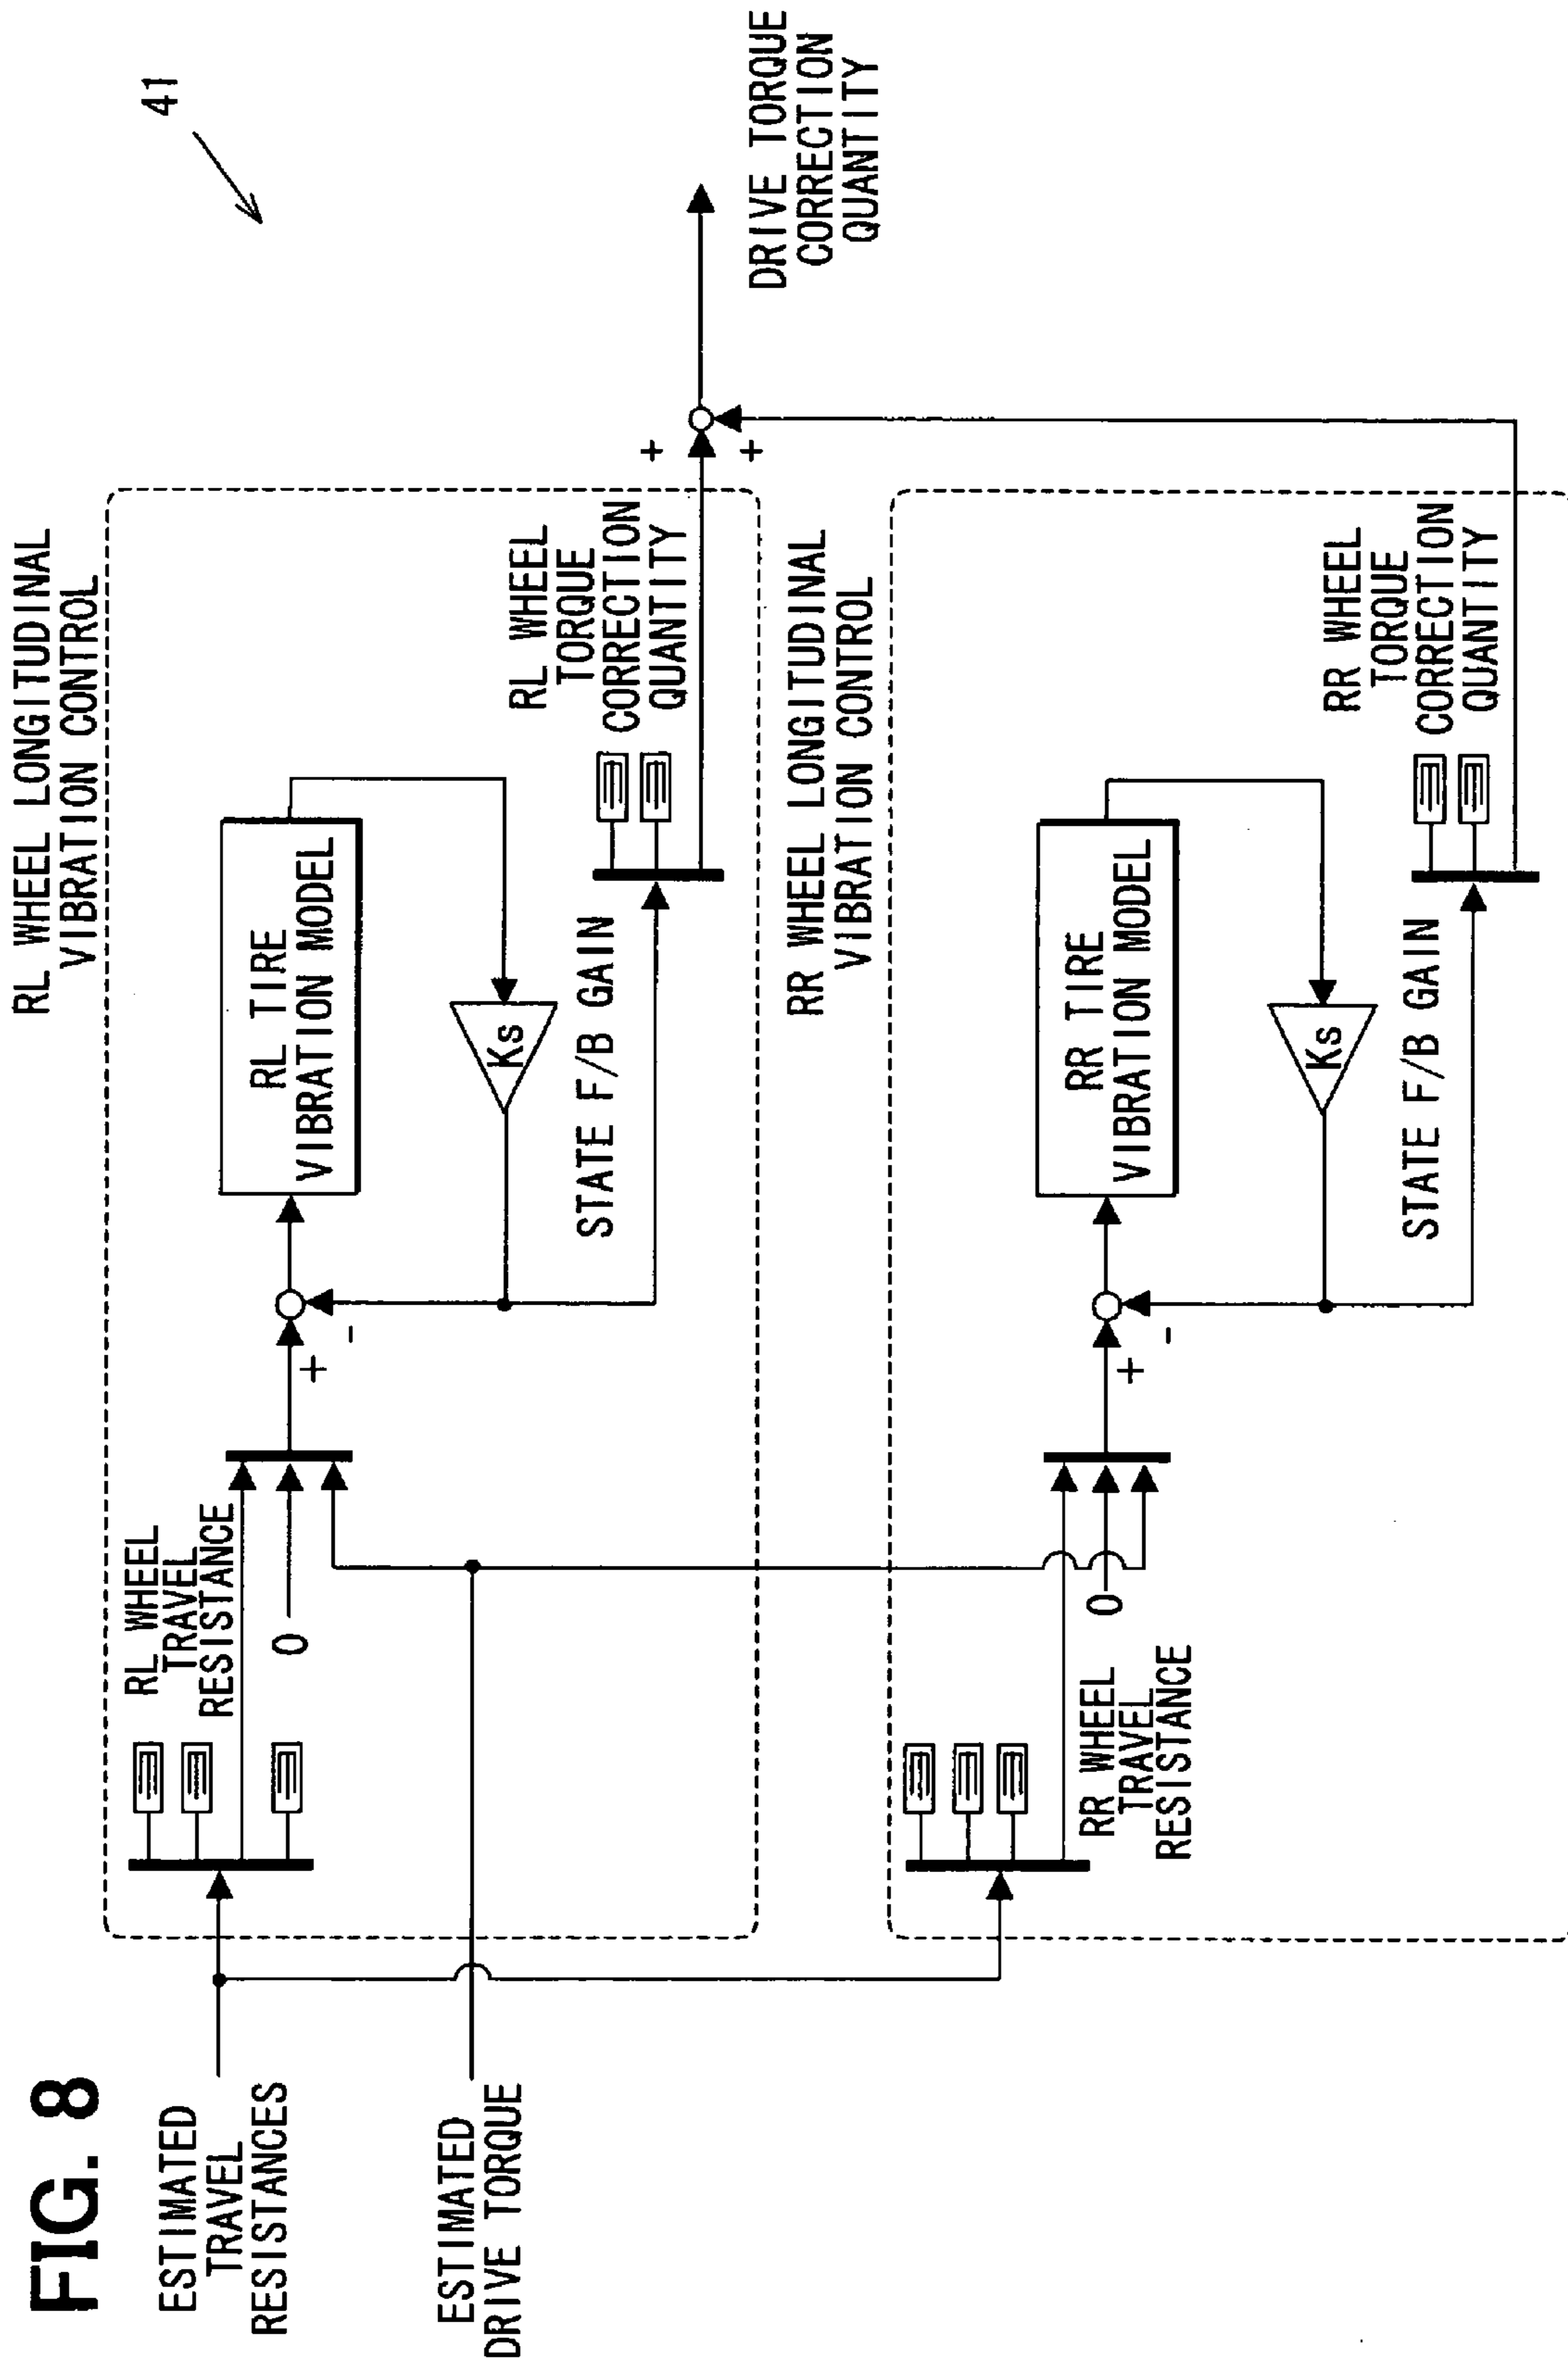 FIG. 8
41
ESTIMATED
TRAVEL
RESISTANCES
ESTIMATED
DRIVE TORQUE
RL WHEEL LONGITUDINAL
VIBRATION CONTROL
RL WHEEL
TRAVEL
RESISTANCE
0
+
-
RL TIRE
VIBRATION MODEL
Ks
STATE F/B GAIN
RL WHEEL
TORQUE
CORRECTION
QUANTITY
+
+
DRIVE TORQUE
CORRECTION
QUANTITY
RR WHEEL LONGITUDINAL
VIBRATION CONTROL
RR WHEEL
TRAVEL
RESISTANCE
0
+
-
RR TIRE
VIBRATION MODEL
Ks
STATE F/B GAIN
RR WHEEL
TORQUE
CORRECTION
QUANTITY